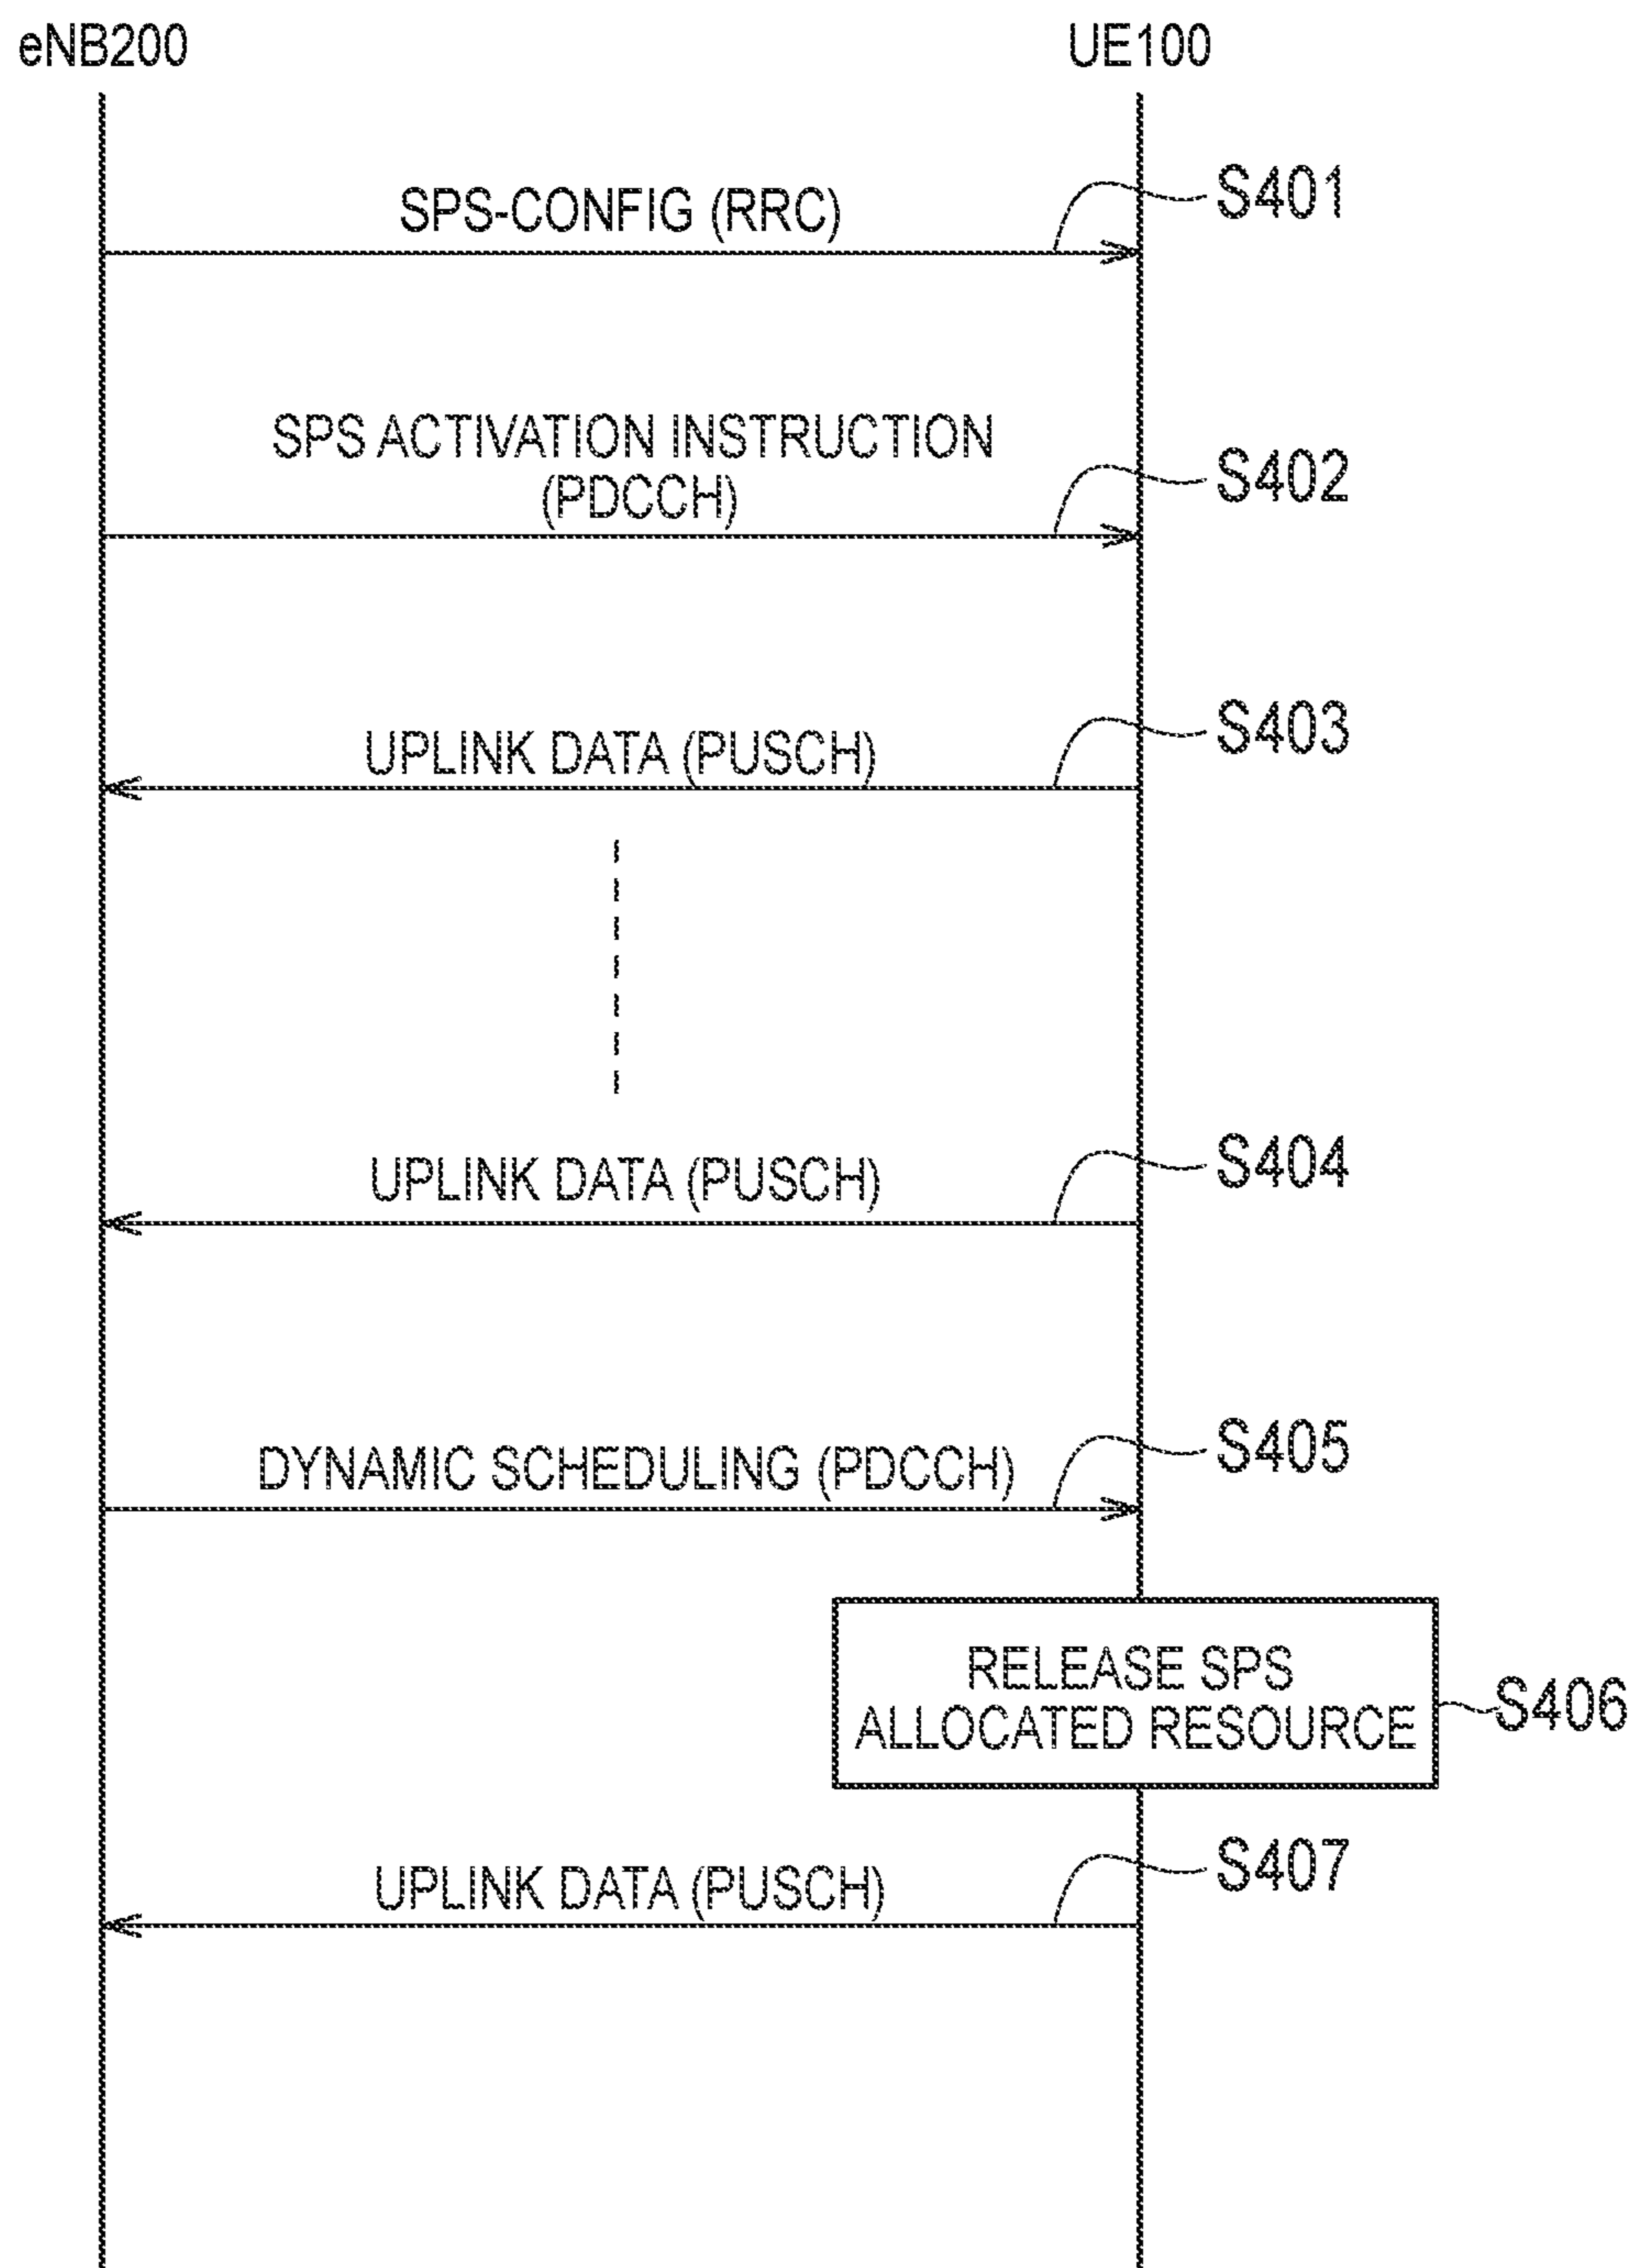 eNB200
UE100
SPS-CONFIG (RRC)
S401
SPS ACTIVATION INSTRUCTION
(PDCCH)
S402
UPLINK DATA (PUSCH)
S403
UPLINK DATA (PUSCH)
S404
DYNAMIC SCHEDULING (PDCCH)
S405
RELEASE SPS
ALLOCATED RESOURCE
S406
UPLINK DATA (PUSCH)
S407